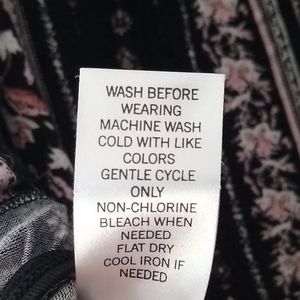 WASH BEFORE
WEARING
MACHINE WASH
COLD WITH LIKE
COLORS
GENTLE CYCLE
ONLY
NON-CHLORINE
BLEACH WHEN
NEEDED
FLAT DRY
COOL IRON IF
NEEDED